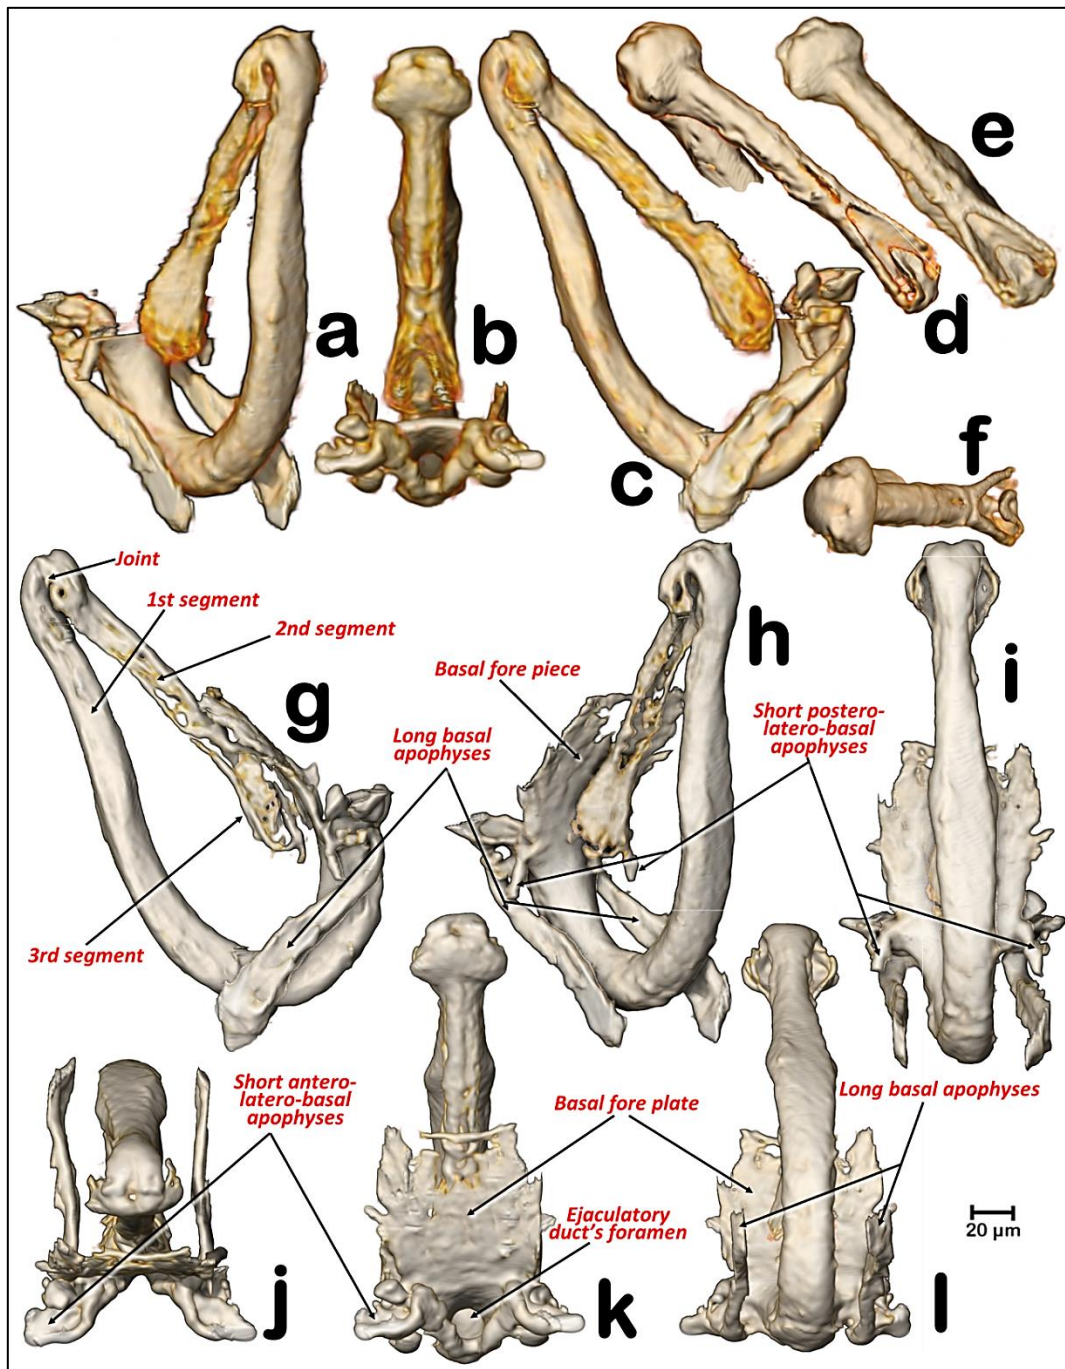 a
b
c
d
e
f
Joint
1st segment
2nd segment
g
3rd segment
Long basal
apophyses
Basal fore piece
h
Short postero-
latero-basal
apophyses
i
Short antero-
latero-basal
apophyses
j
Basal fore plate
Ejaculatory
duct's foramen
k
Long basal apophyses
l
20 µm